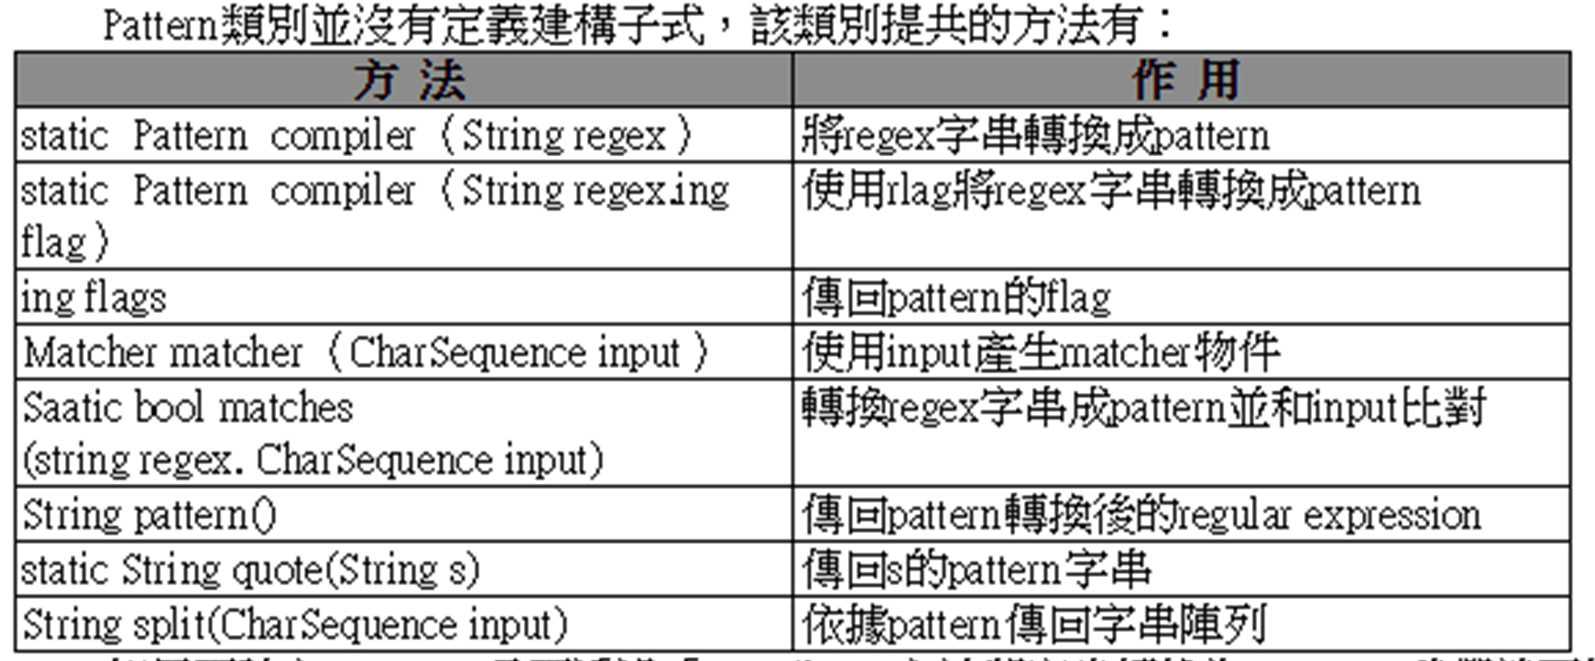 Pattern類別並沒有定義建構子式，該類別提共的方法有：
方 法
作 用
static Pattern compiler（String regex）
將regex字串轉換成pattern
static Pattern compiler（String regex.ing
flag）
使用rlag將regex字串轉換成pattern
ing flags
傳回pattern的flag
Matcher matcher（CharSequence input）
使用input產生matcher物件
Saatic bool matches
(string regex. CharSequence input)
轉換regex字串成pattern並和input比對
String pattern()
傳回pattern轉換後的regular expression
static String quote(String s)
傳回s的pattern字串
String split(CharSequence input)
依據pattern傳回字串陣列